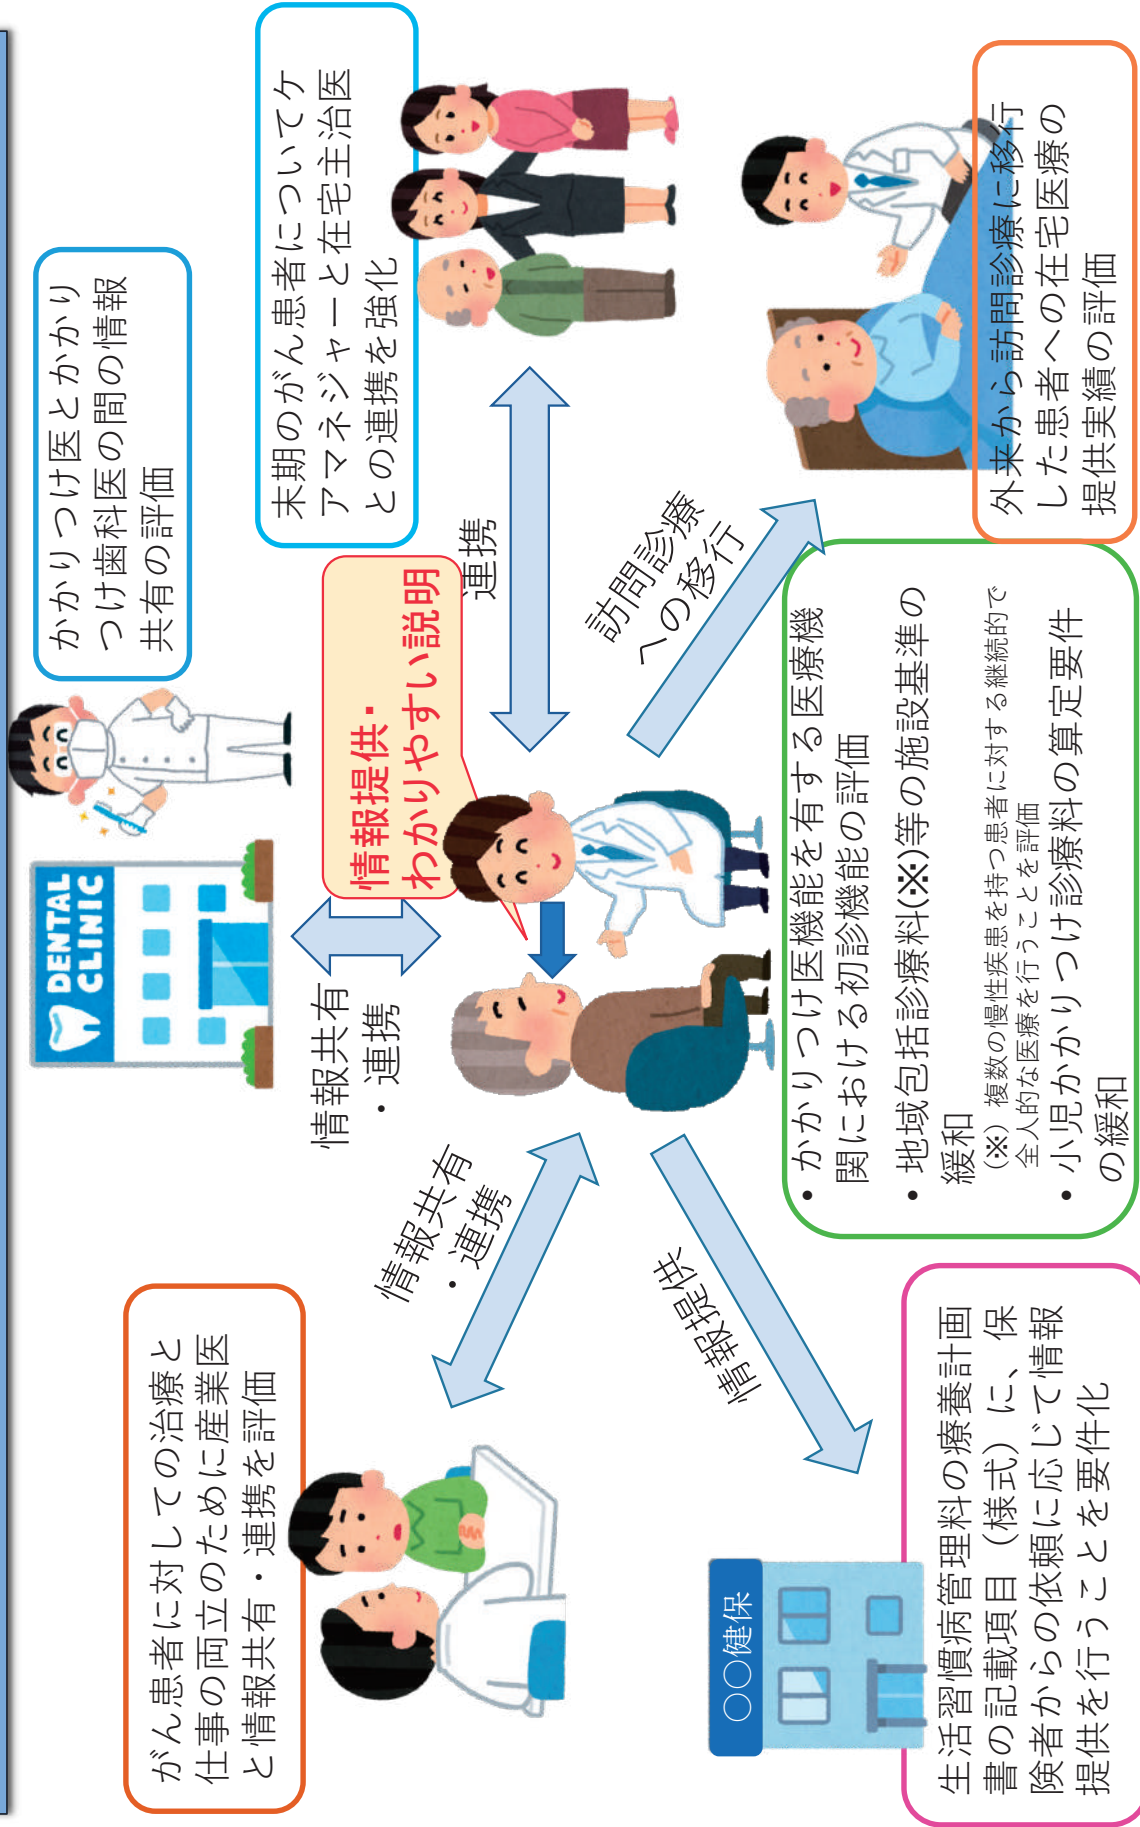 がん患者に対しての治療と
仕事の両立のために産業医
と情報共有・連携を評価
情報共有
・連携
DENTAL
CLINIC
かかりつけ医とかかり
つけ歯科医の間の情報
共有の評価
情報共有
・連携
情報提供・
わかりやすい説明
末期のがん患者についてケ
アマネジャーと在宅主治医
との連携を強化
連携
訪問診療
への移行
外来から訪問診療に移行
した患者への在宅医療の
提供実績の評価
情報提供
〇〇健保
生活習慣病管理料の療養計画
書の記載項目（様式）に、保
険者からの依頼に応じて情報
提供を行うことを要件化
• かかりつけ医機能を有する医療機
関における初診機能の評価
• 地域包括診療料(※)等の施設基準の
緩和
（※）複数の慢性疾患を持つ患者に対する継続的で
全人的な医療を行うことを評価
• 小児かかりつけ診療料の算定要件
の緩和